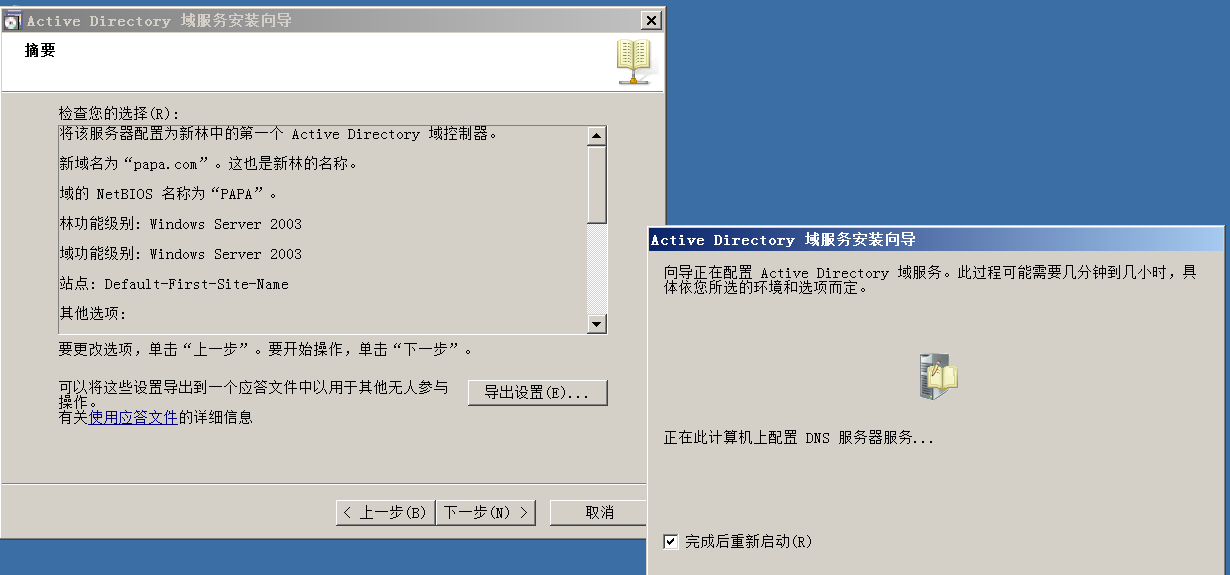 Active Directory 域服务安装向导
摘要
检查您的选择(R):
将该服务器配置为新林中的第一个 Active Directory 域控制器。
新域名为“papa.com”。这也是新林的名称。
域的 NetBIOS 名称为“PAPA”。
林功能级别: Windows Server 2003
域功能级别: Windows Server 2003
站点: Default-First-Site-Name
其他选项:
要更改选项，单击“上一步”。要开始操作，单击“下一步”。
可以将这些设置导出到一个应答文件中以用于其他无人参与
操作。
有关使用应答文件的详细信息
导出设置(E)...
< 上一步(B)
下一步(N) >
取消
Active Directory 域服务安装向导
向导正在配置 Active Directory 域服务。此过程可能需要几分钟到几小时，具
体依您所选的环境和选项而定。
正在此计算机上配置 DNS 服务器服务...
完成后重新启动(R)